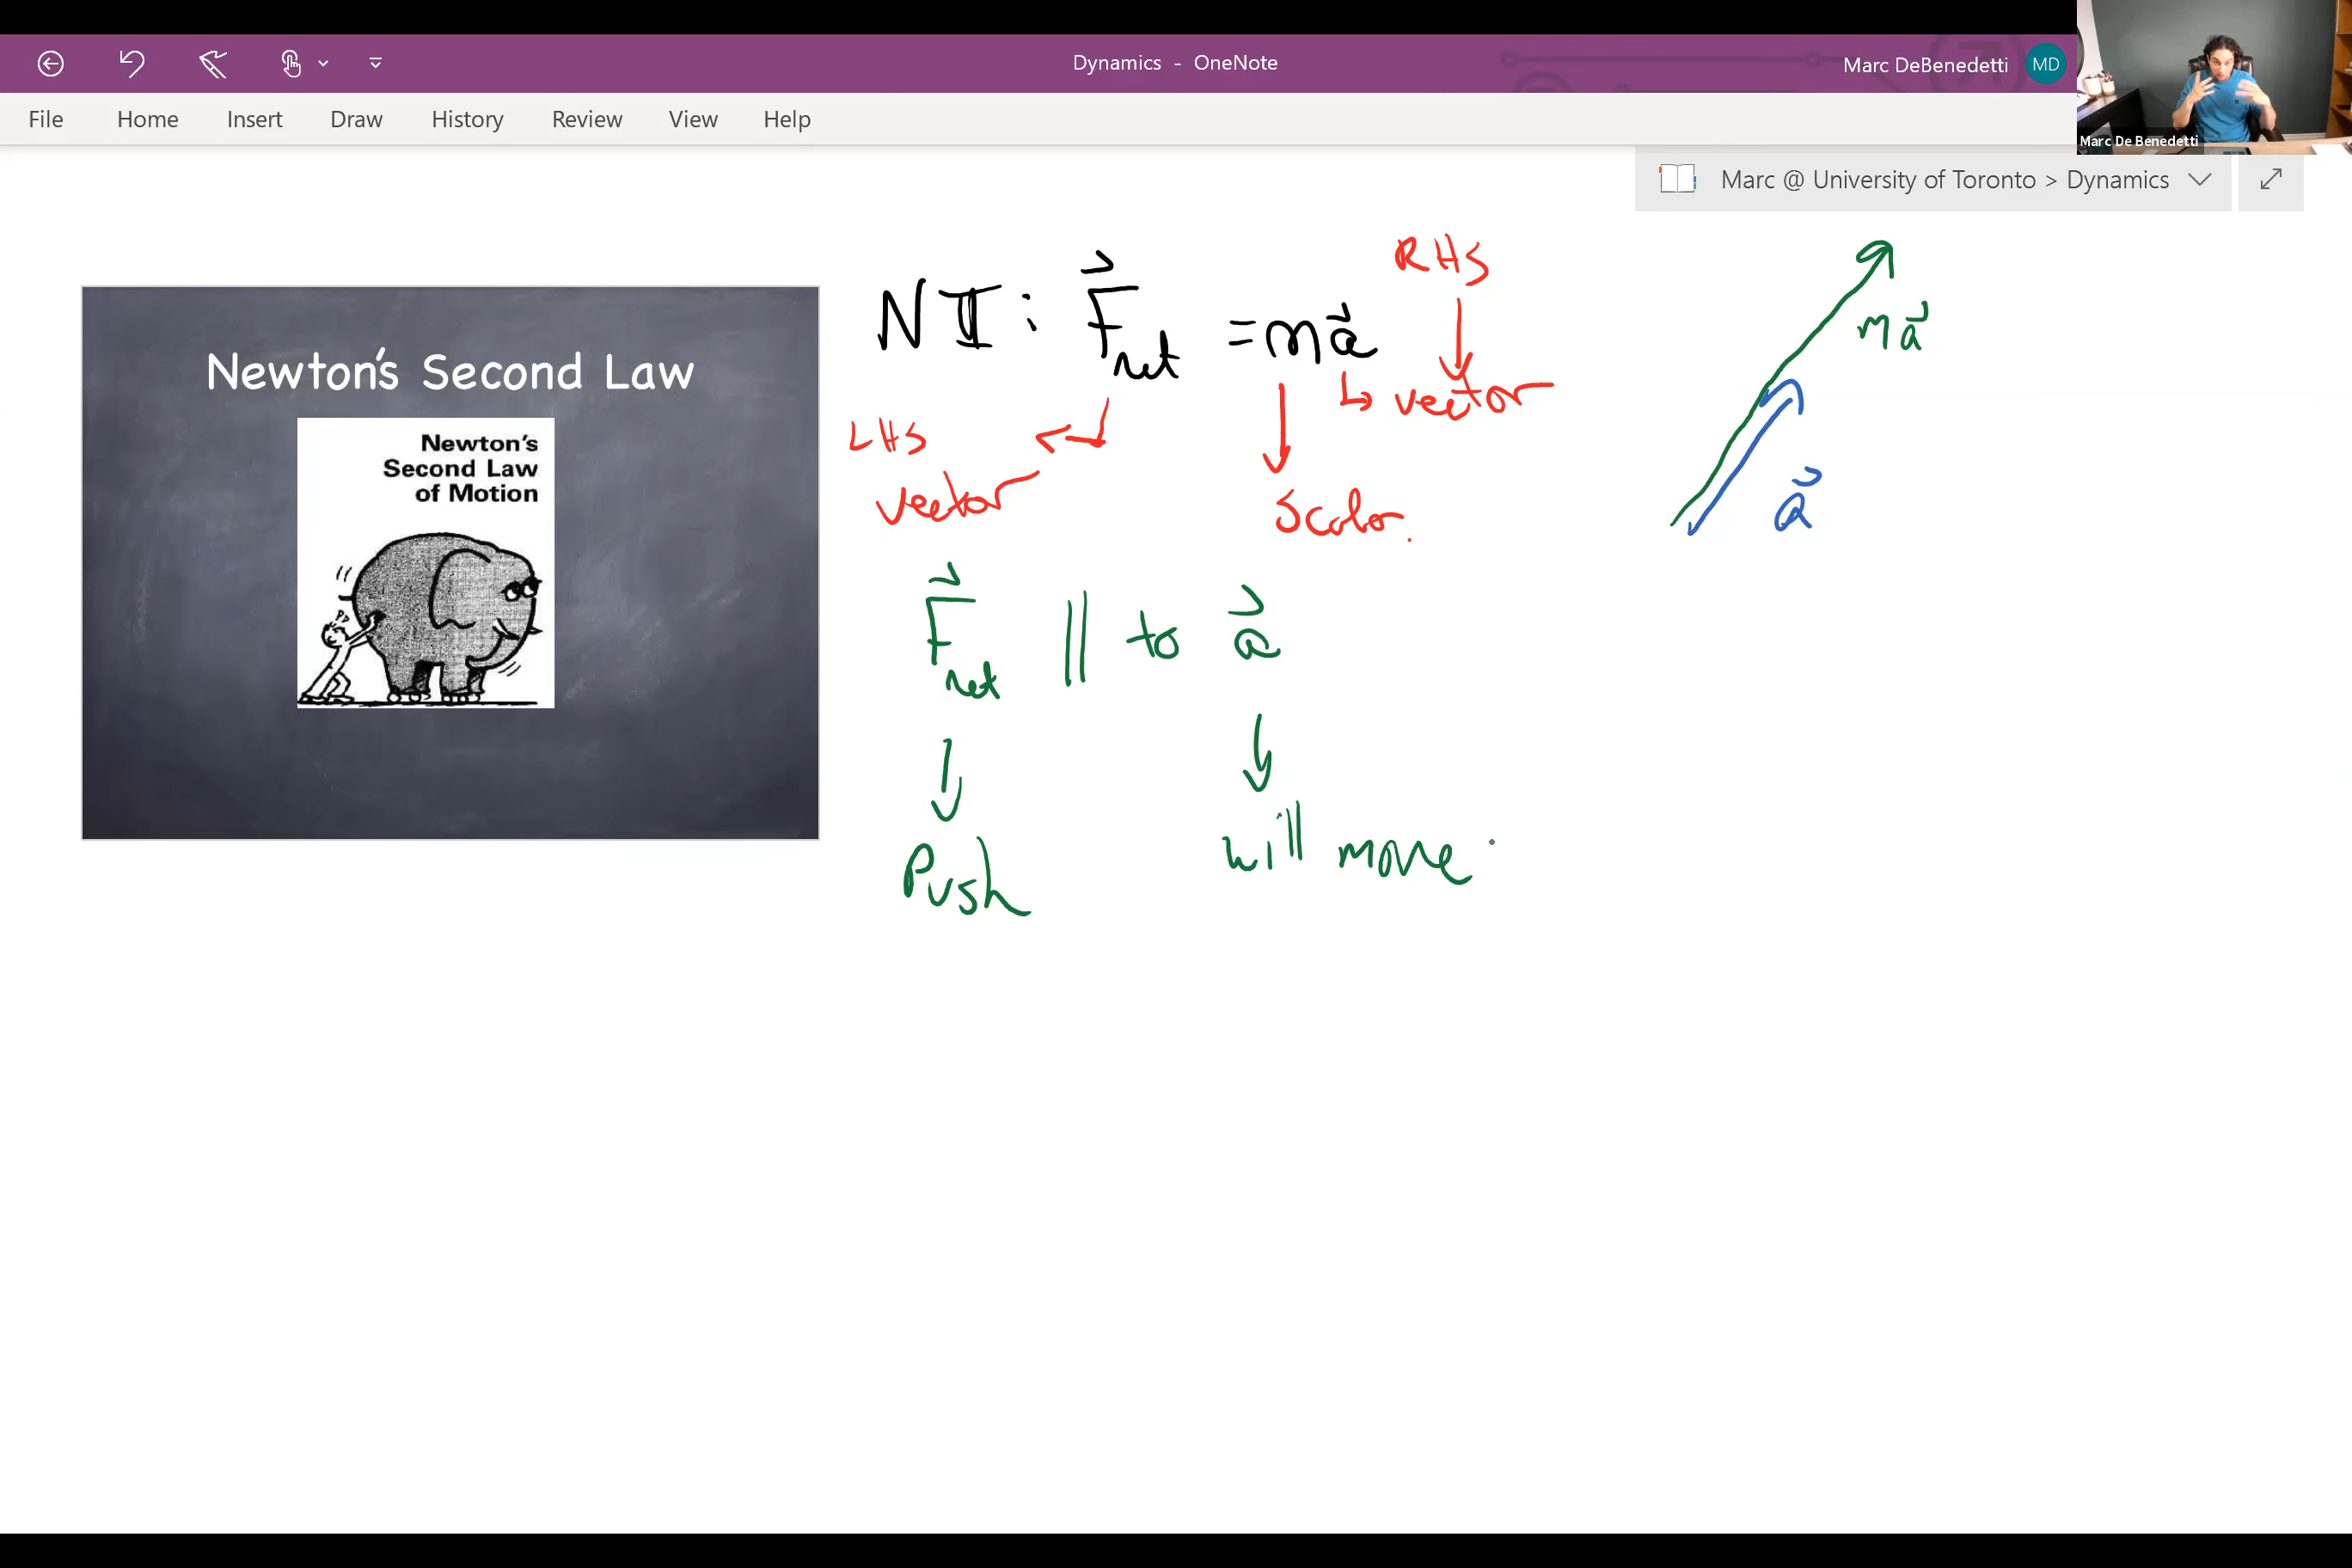 Dynamics - OneNote
Marc DeBenedetti MD
File Home Insert Draw History Review View Help
Marc De Benedetti
Marc @ University of Toronto > Dynamics
Newton's Second Law
Newton's
Second Law
of Motion
N II : F⃗net = ma⃗
RHS
↳ vector
LHS
vector
Scalar.
ma⃗
a⃗
F⃗net || to a⃗
Push
will move